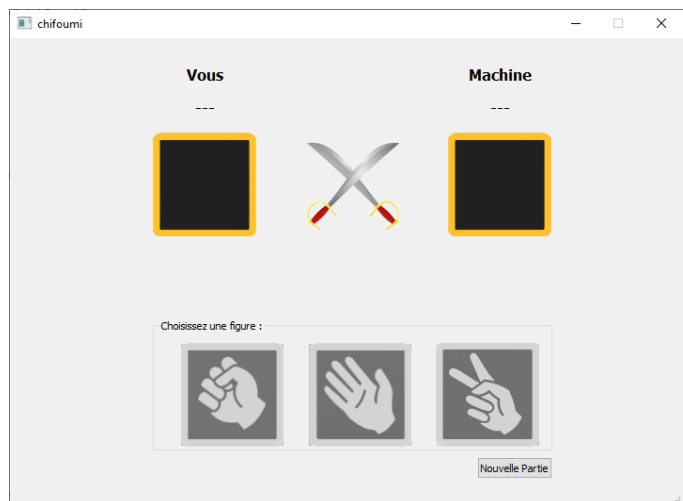 chifoumi
Vous
Machine
---
---
Choisissez une figure :
Nouvelle Partie